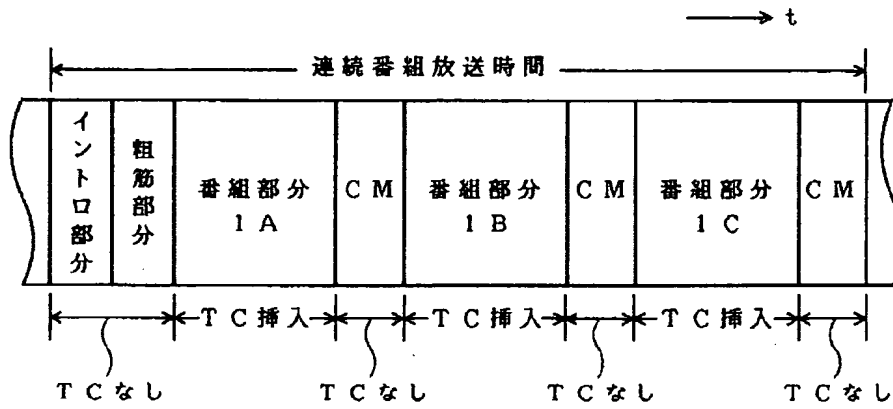 t
連続番組放送時間
イントロ部分
粗筋部分
番組部分
1A
CM
番組部分
1B
CM
番組部分
1C
CM
TC挿入
TC挿入
TC挿入
TCなし
TCなし
TCなし
TCなし